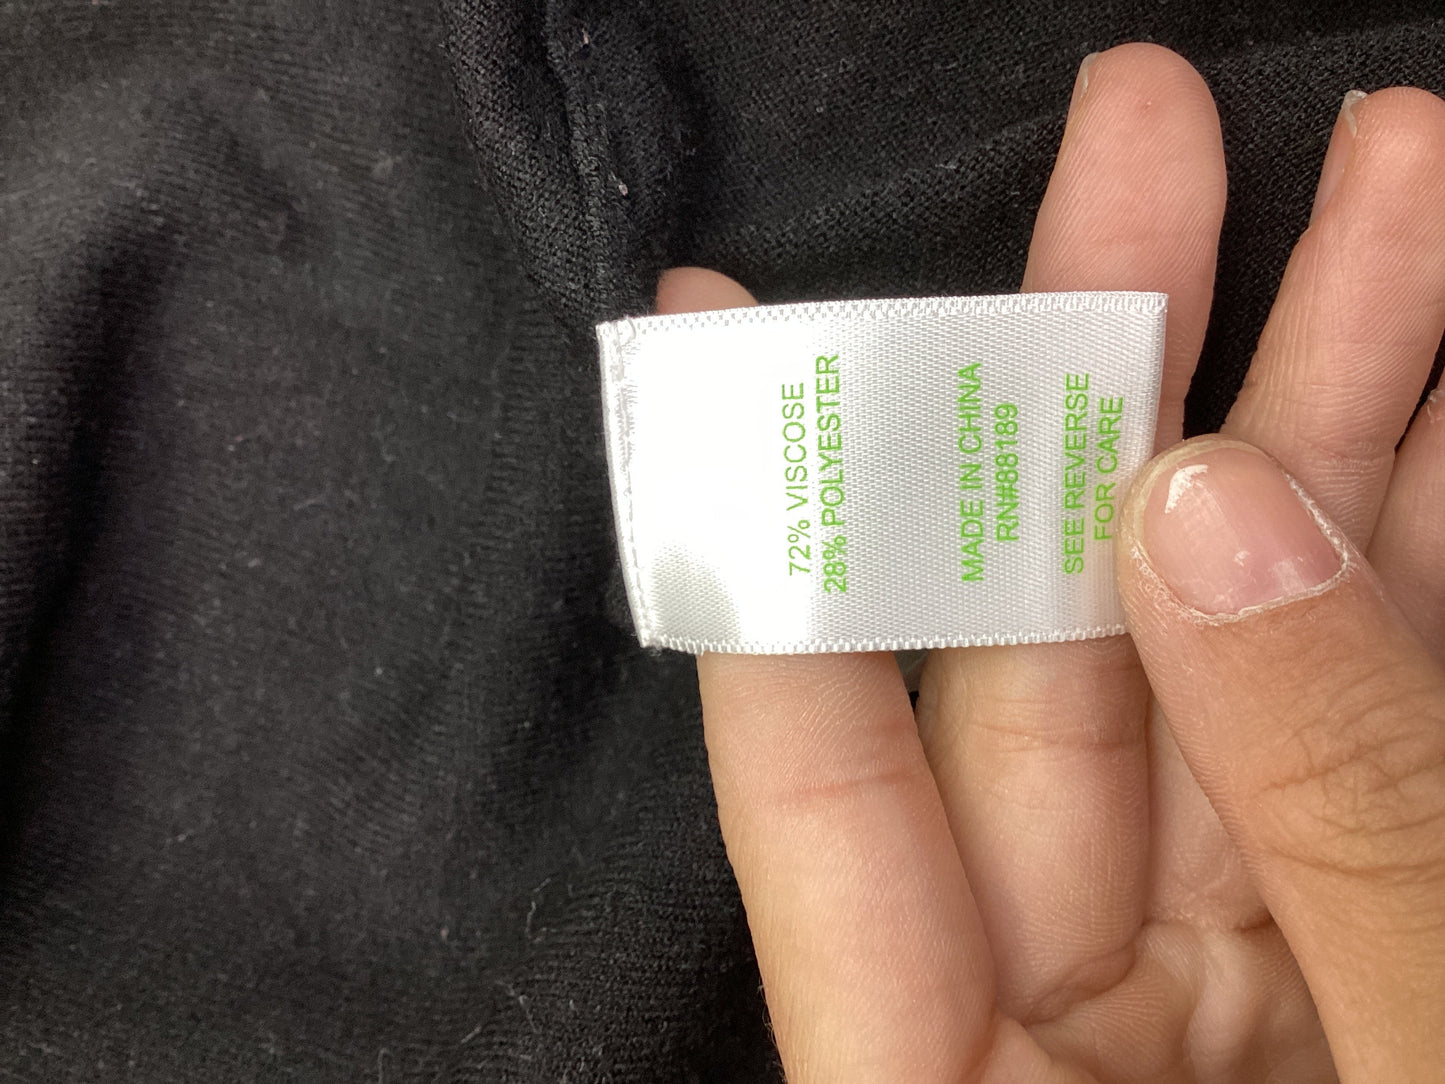 72% VISCOSE
28% POLYESTER
MADE IN CHINA
RN#88189
SEE REVERSE
FOR CARE